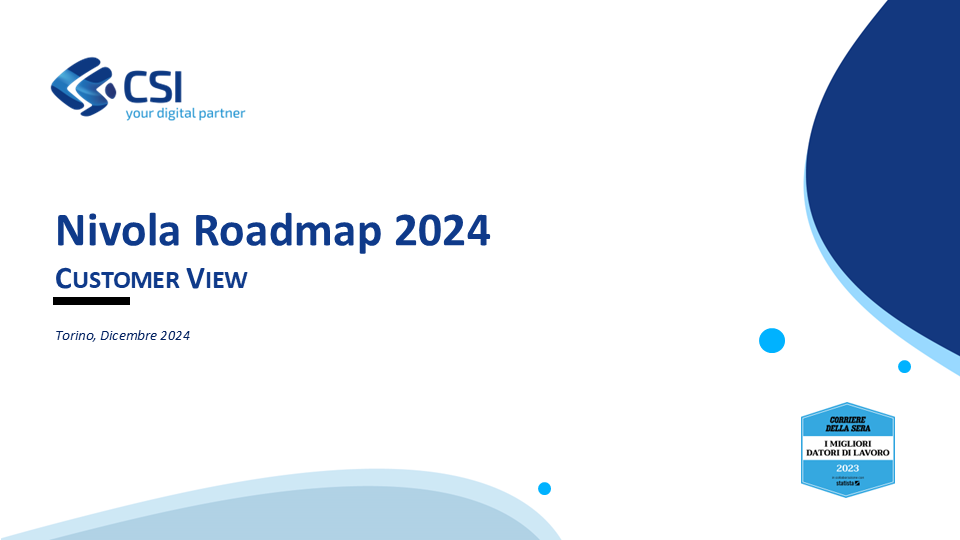 CSI
your digital partner
Nivola Roadmap 2024
CUSTOMER VIEW
Torino, Dicembre 2024
CORRIERE
DELLA SERA
I MIGLIORI
DATORI DI LAVORO
2023
statista